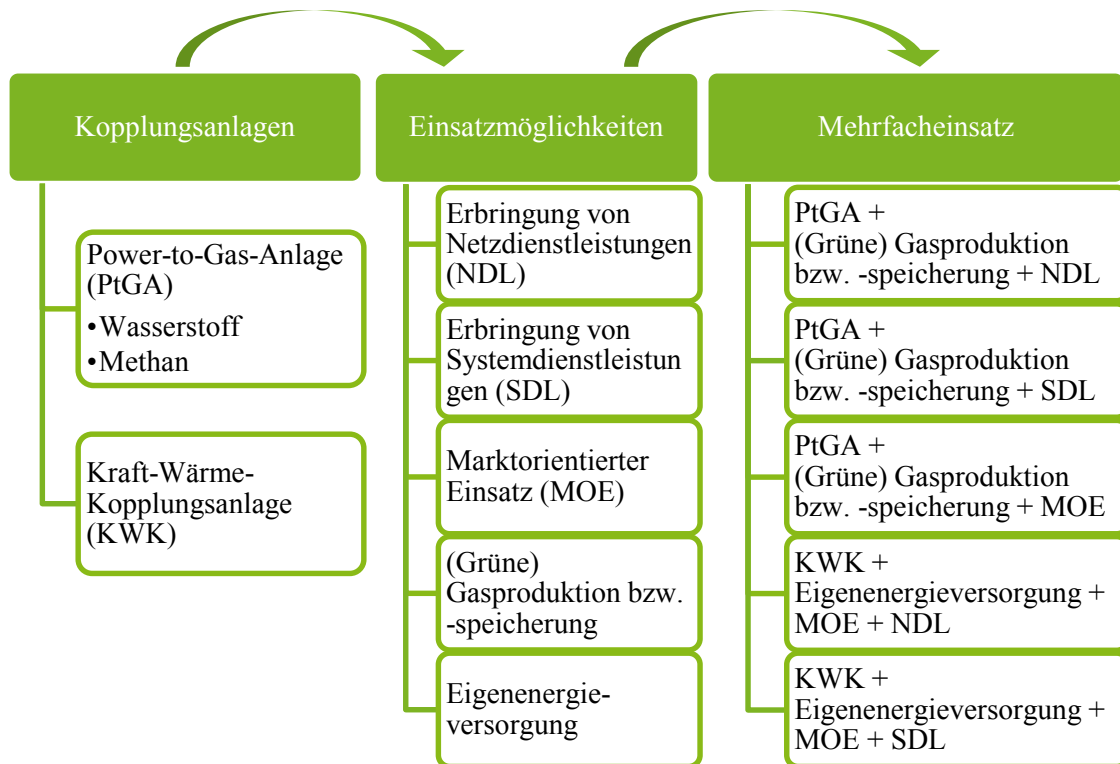 Kopplungsanlagen
Power-to-Gas-Anlage
(PtGA)
•Wasserstoff
•Methan
Kraft-Wärme-
Kopplungsanlage
(KWK)
Einsatzmöglichkeiten
Erbringung von
Netzdienstleistungen
(NDL)
Erbringung von
Systemdienstleistun
gen (SDL)
Marktorientierter
Einsatz (MOE)
(Grüne)
Gasproduktion bzw.
-speicherung
Eigenenergie-
versorgung
Mehrfacheinsatz
PtGA +
(Grüne) Gasproduktion
bzw. -speicherung + NDL
PtGA +
(Grüne) Gasproduktion
bzw. -speicherung + SDL
PtGA +
(Grüne) Gasproduktion
bzw. -speicherung + MOE
KWK +
Eigenenergieversorgung +
MOE + NDL
KWK +
Eigenenergieversorgung +
MOE + SDL